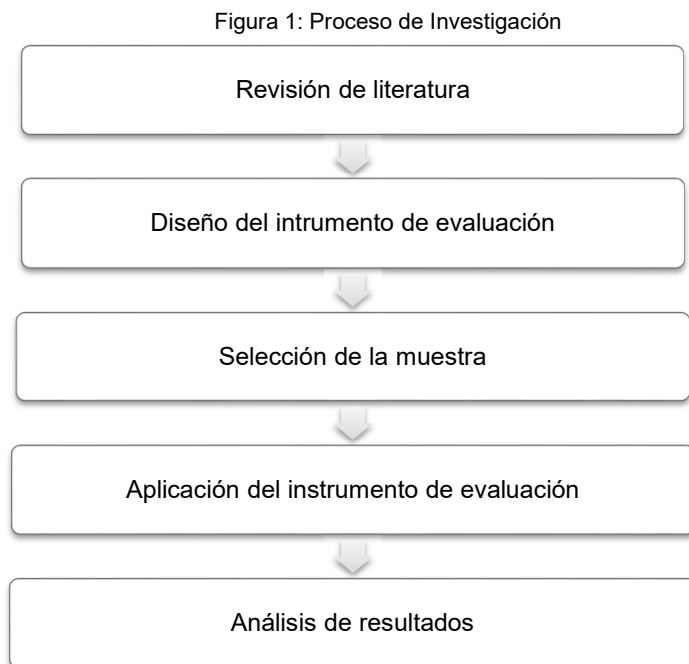 Figura 1: Proceso de Investigación
Revisión de literatura
Diseño del intrumento de evaluación
Selección de la muestra
Aplicación del instrumento de evaluación
Análisis de resultados